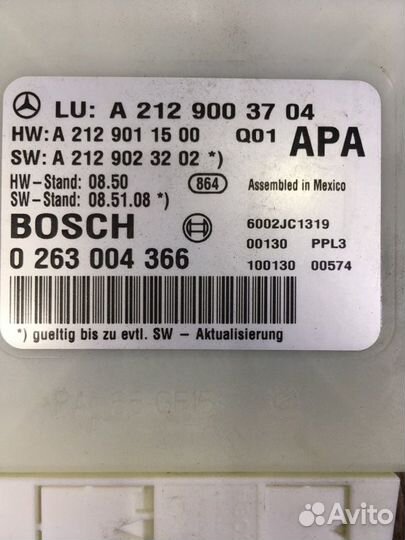 LU: A 212 900 37 04
HW: A 212 901 15 00 Q01 APA
SW: A 212 902 32 02 *)
HW-Stand: 08.50 864 Assembled in Mexico
SW-Stand: 08.51.08 *)
BOSCH 6002JC1319
0 263 004 366 00130 PPL3
100130 00574
*) gueltig bis zu evtl. SW - Aktualisierung
Avito